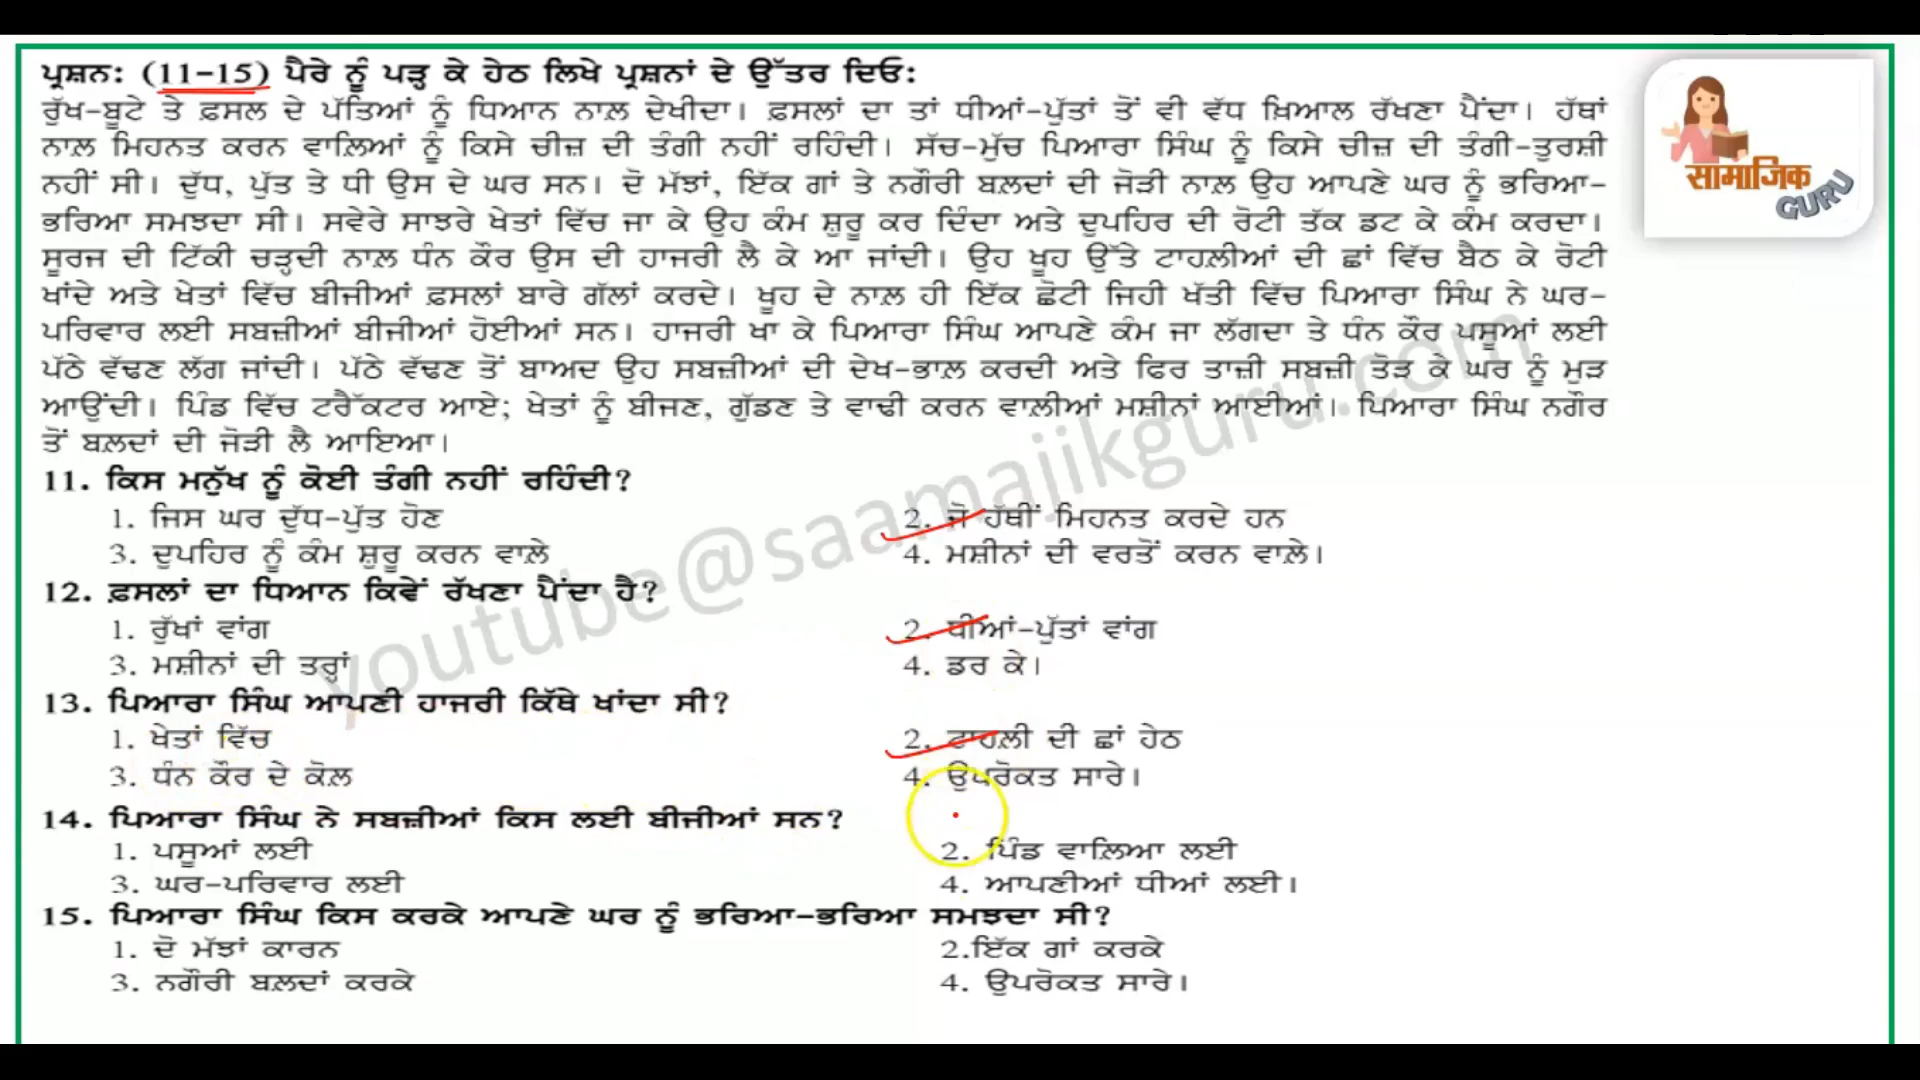 ਪ੍ਰਸ਼ਨ: (11-15) ਪੈਰੇ ਨੂੰ ਪੜ੍ਹ ਕੇ ਹੇਠ ਲਿਖੇ ਪ੍ਰਸ਼ਨਾਂ ਦੇ ਉੱਤਰ ਦਿਓ:
ਰੁੱਖ-ਬੂਟੇ ਤੇ ਫ਼ਸਲ ਦੇ ਪੱਤਿਆਂ ਨੂੰ ਧਿਆਨ ਨਾਲ਼ ਦੇਖੀਦਾ। ਫ਼ਸਲਾਂ ਦਾ ਤਾਂ ਧੀਆਂ-ਪੁੱਤਾਂ ਤੋਂ ਵੀ ਵੱਧ ਖ਼ਿਆਲ ਰੱਖਣਾ ਪੈਂਦਾ। ਹੱਥਾਂ
ਨਾਲ਼ ਮਿਹਨਤ ਕਰਨ ਵਾਲ਼ਿਆਂ ਨੂੰ ਕਿਸੇ ਚੀਜ਼ ਦੀ ਤੰਗੀ ਨਹੀਂ ਰਹਿੰਦੀ। ਸੱਚ-ਮੁੱਚ ਪਿਆਰਾ ਸਿੰਘ ਨੂੰ ਕਿਸੇ ਚੀਜ਼ ਦੀ ਤੰਗੀ-ਤੁਰਸ਼ੀ
ਨਹੀਂ ਸੀ। ਦੁੱਧ, ਪੁੱਤ ਤੇ ਧੀ ਉਸ ਦੇ ਘਰ ਸਨ। ਦੋ ਮੱਝਾਂ, ਇੱਕ ਗਾਂ ਤੇ ਨਗੌਰੀ ਬਲ਼ਦਾਂ ਦੀ ਜੋੜੀ ਨਾਲ਼ ਉਹ ਆਪਣੇ ਘਰ ਨੂੰ ਭਰਿਆ-
ਭਰਿਆ ਸਮਝਦਾ ਸੀ। ਸਵੇਰੇ ਸਾਝਰੇ ਖੇਤਾਂ ਵਿੱਚ ਜਾ ਕੇ ਉਹ ਕੰਮ ਸ਼ੁਰੂ ਕਰ ਦਿੰਦਾ ਅਤੇ ਦੁਪਹਿਰ ਦੀ ਰੋਟੀ ਤੱਕ ਡਟ ਕੇ ਕੰਮ ਕਰਦਾ।
ਸੂਰਜ ਦੀ ਟਿੱਕੀ ਚੜ੍ਹਦੀ ਨਾਲ਼ ਧੰਨ ਕੌਰ ਉਸ ਦੀ ਹਾਜਰੀ ਲੈ ਕੇ ਆ ਜਾਂਦੀ। ਉਹ ਖੂਹ ਉੱਤੇ ਟਾਹਲ਼ੀਆਂ ਦੀ ਛਾਂ ਵਿੱਚ ਬੈਠ ਕੇ ਰੋਟੀ
ਖਾਂਦੇ ਅਤੇ ਖੇਤਾਂ ਵਿੱਚ ਬੀਜੀਆਂ ਫ਼ਸਲਾਂ ਬਾਰੇ ਗੱਲਾਂ ਕਰਦੇ। ਖੂਹ ਦੇ ਨਾਲ਼ ਹੀ ਇੱਕ ਛੋਟੀ ਜਿਹੀ ਖੱਤੀ ਵਿੱਚ ਪਿਆਰਾ ਸਿੰਘ ਨੇ ਘਰ-
ਪਰਿਵਾਰ ਲਈ ਸਬਜ਼ੀਆਂ ਬੀਜੀਆਂ ਹੋਈਆਂ ਸਨ। ਹਾਜਰੀ ਖਾ ਕੇ ਪਿਆਰਾ ਸਿੰਘ ਆਪਣੇ ਕੰਮ ਜਾ ਲੱਗਦਾ ਤੇ ਧੰਨ ਕੌਰ ਪਸ਼ੂਆਂ ਲਈ
ਪੱਠੇ ਵੱਢਣ ਲੱਗ ਜਾਂਦੀ। ਪੱਠੇ ਵੱਢਣ ਤੋਂ ਬਾਅਦ ਉਹ ਸਬਜ਼ੀਆਂ ਦੀ ਦੇਖ-ਭਾਲ਼ ਕਰਦੀ ਅਤੇ ਫਿਰ ਤਾਜ਼ੀ ਸਬਜ਼ੀ ਤੋੜ ਕੇ ਘਰ ਨੂੰ ਮੁੜ
ਆਉਂਦੀ। ਪਿੰਡ ਵਿੱਚ ਟਰੈੱਕਟਰ ਆਏ; ਖੇਤਾਂ ਨੂੰ ਬੀਜਣ, ਗੁੱਡਣ ਤੇ ਵਾਢੀ ਕਰਨ ਵਾਲ਼ੀਆਂ ਮਸ਼ੀਨਾਂ ਆਈਆਂ। ਪਿਆਰਾ ਸਿੰਘ ਨਗੌਰ
ਤੋਂ ਬਲ਼ਦਾਂ ਦੀ ਜੋੜੀ ਲੈ ਆਇਆ।
11. ਕਿਸ ਮਨੁੱਖ ਨੂੰ ਕੋਈ ਤੰਗੀ ਨਹੀਂ ਰਹਿੰਦੀ?
1. ਜਿਸ ਘਰ ਦੁੱਧ-ਪੁੱਤ ਹੋਣ 2. ਜੋ ਹੱਥੀਂ ਮਿਹਨਤ ਕਰਦੇ ਹਨ
3. ਦੁਪਹਿਰ ਨੂੰ ਕੰਮ ਸ਼ੁਰੂ ਕਰਨ ਵਾਲ਼ੇ 4. ਮਸ਼ੀਨਾਂ ਦੀ ਵਰਤੋਂ ਕਰਨ ਵਾਲ਼ੇ।
12. ਫ਼ਸਲਾਂ ਦਾ ਧਿਆਨ ਕਿਵੇਂ ਰੱਖਣਾ ਪੈਂਦਾ ਹੈ?
1. ਰੁੱਖਾਂ ਵਾਂਗ 2. ਧੀਆਂ-ਪੁੱਤਾਂ ਵਾਂਗ
3. ਮਸ਼ੀਨਾਂ ਦੀ ਤਰ੍ਹਾਂ 4. ਡਰ ਕੇ।
13. ਪਿਆਰਾ ਸਿੰਘ ਆਪਣੀ ਹਾਜਰੀ ਕਿੱਥੇ ਖਾਂਦਾ ਸੀ?
1. ਖੇਤਾਂ ਵਿੱਚ 2. ਟਾਹਲ਼ੀ ਦੀ ਛਾਂ ਹੇਠ
3. ਧੰਨ ਕੌਰ ਦੇ ਕੋਲ਼ 4. ਉਪਰੋਕਤ ਸਾਰੇ।
14. ਪਿਆਰਾ ਸਿੰਘ ਨੇ ਸਬਜ਼ੀਆਂ ਕਿਸ ਲਈ ਬੀਜੀਆਂ ਸਨ?
1. ਪਸ਼ੂਆਂ ਲਈ 2. ਪਿੰਡ ਵਾਲ਼ਿਆ ਲਈ
3. ਘਰ-ਪਰਿਵਾਰ ਲਈ 4. ਆਪਣੀਆਂ ਧੀਆਂ ਲਈ।
15. ਪਿਆਰਾ ਸਿੰਘ ਕਿਸ ਕਰਕੇ ਆਪਣੇ ਘਰ ਨੂੰ ਭਰਿਆ-ਭਰਿਆ ਸਮਝਦਾ ਸੀ?
1. ਦੋ ਮੱਝਾਂ ਕਾਰਨ 2.ਇੱਕ ਗਾਂ ਕਰਕੇ
3. ਨਗੌਰੀ ਬਲ਼ਦਾਂ ਕਰਕੇ 4. ਉਪਰੋਕਤ ਸਾਰੇ।
सामाजिक
GURU
youtube@saamajikguru.com